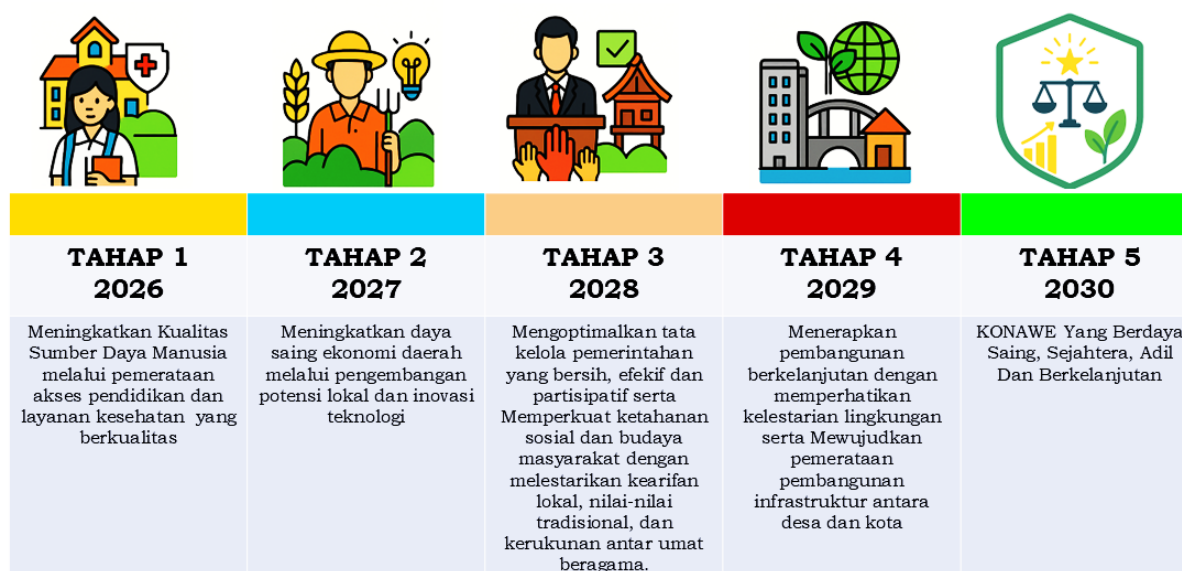 TAHAP 1
2026
Meningkatkan Kualitas
Sumber Daya Manusia
melalui pemerataan
akses pendidikan dan
layanan kesehatan yang
berkualitas
TAHAP 2
2027
Meningkatkan daya
saing ekonomi daerah
melalui pengembangan
potensi lokal dan inovasi
teknologi
TAHAP 3
2028
Mengoptimalkan tata
kelola pemerintahan
yang bersih, efekif dan
partisipatif serta
Memperkuat ketahanan
sosial dan budaya
masyarakat dengan
melestarikan kearifan
lokal, nilai-nilai
tradisional, dan
kerukunan antar umat
beragama.
TAHAP 4
2029
Menerapkan
pembangunan
berkelanjutan dengan
memperhatikan
kelestarian lingkungan
serta Mewujudkan
pemerataan
pembangunan
infrastruktur antara
desa dan kota
TAHAP 5
2030
KONAWE Yang Berdaya
Saing, Sejahtera, Adil
Dan Berkelanjutan